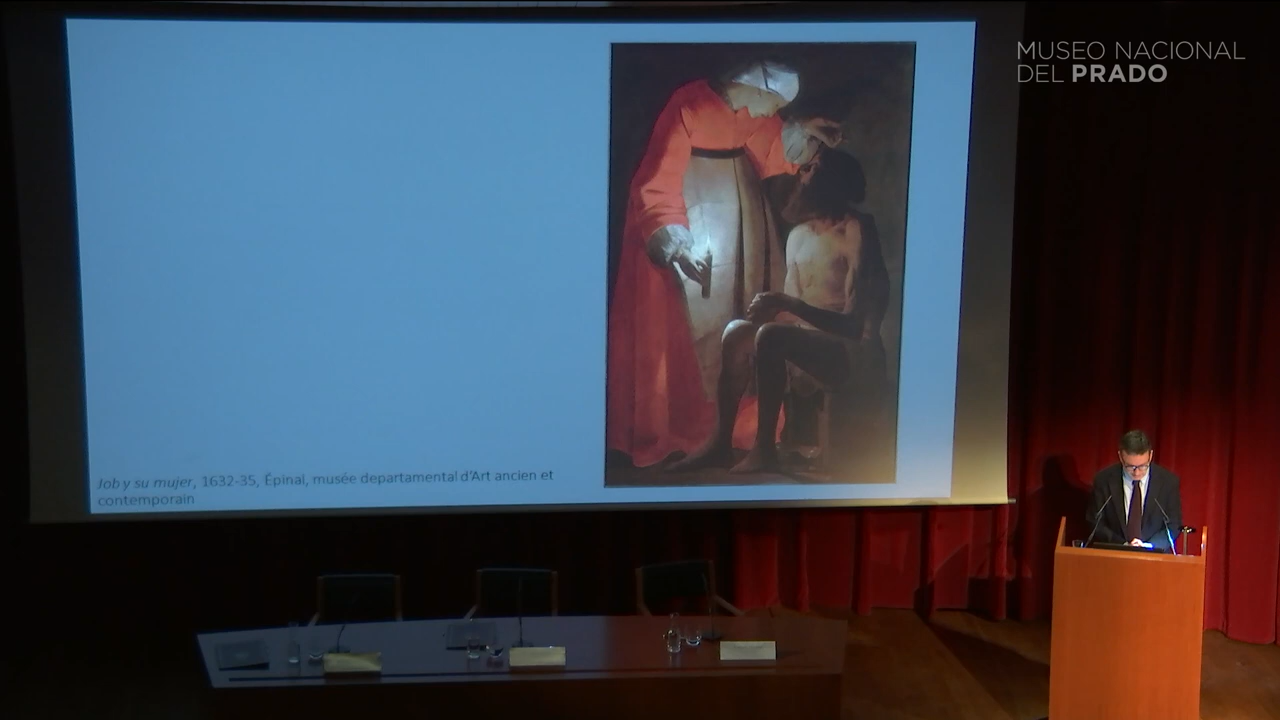 MUSEO NACIONAL
DEL PRADO
Job y su mujer, 1632-35, Épinal, musée departamental d'Art ancien et
contemporain